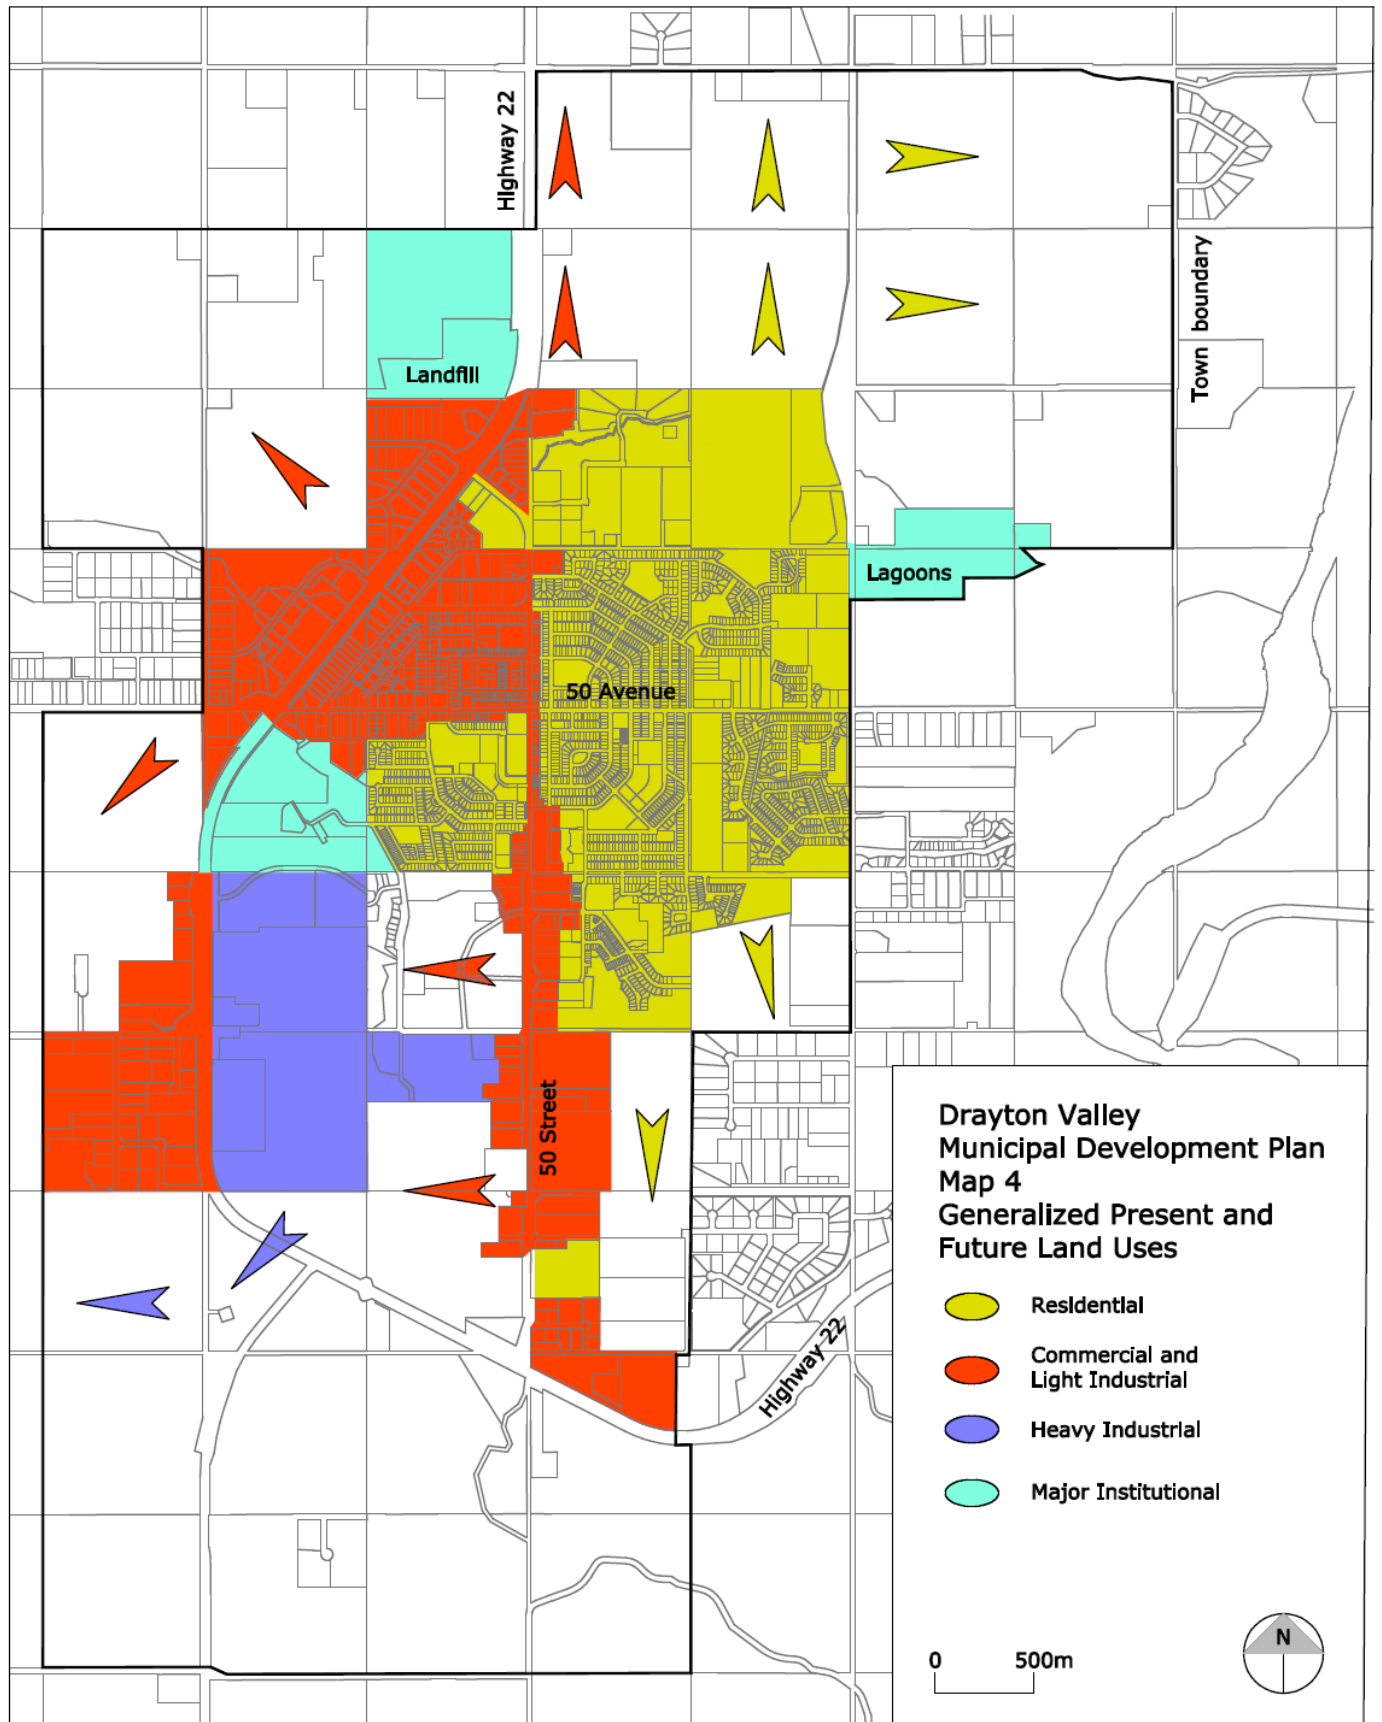 Highway 22
Town boundary
Landfill
Lagoons
50 Avenue
50 Street
Highway 22
Drayton Valley
Municipal Development Plan
Map 4
Generalized Present and
Future Land Uses
Residential
Commercial and
Light Industrial
Heavy Industrial
Major Institutional
0 500m
N